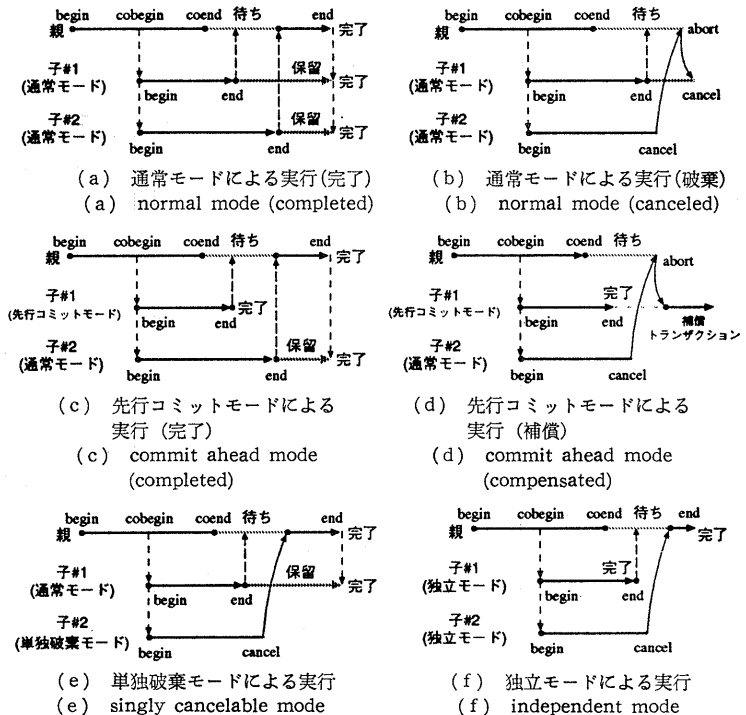 begin cobegin coend 待ち end
親 完了
子#1
(通常モード) 保留 完了
begin end
子#2
(通常モード) 保留 完了
begin end
(a) 通常モードによる実行(完了)
(a) normal mode (completed)
begin cobegin coend 待ち
親 abort
子#1
(通常モード)
begin end cancel
子#2
(通常モード)
begin cancel
(b) 通常モードによる実行(破棄)
(b) normal mode (canceled)
begin cobegin coend 待ち end
親 完了
子#1
(先行コミットモード) 完了
begin end
子#2
(通常モード) 保留 完了
begin end
(c) 先行コミットモードによる
実行 (完了)
(c) commit ahead mode
(completed)
begin cobegin coend 待ち
親 abort
子#1
(先行コミットモード) 完了
begin end 補償
トランザクション
子#2
(通常モード)
begin cancel
(d) 先行コミットモードによる
実行 (補償)
(d) commit ahead mode
(compensated)
begin cobegin coend 待ち end
親 完了
子#1
(通常モード) 保留 完了
begin end
子#2
(単独破棄モード)
begin cancel
(e) 単独破棄モードによる実行
(e) singly cancelable mode
begin cobegin coend 待ち end
親 完了
子#1
(独立モード) 完了
begin end
子#2
(独立モード)
begin cancel
(f) 独立モードによる実行
(f) independent mode